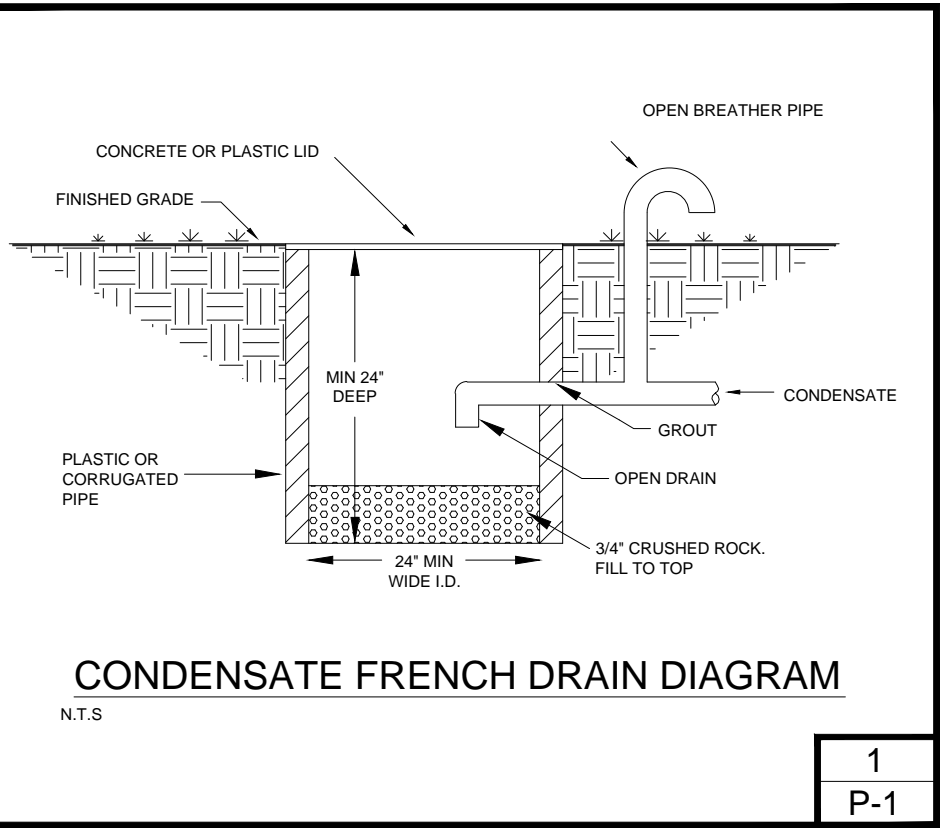 OPEN BREATHER PIPE
CONCRETE OR PLASTIC LID
FINISHED GRADE
MIN 24"
DEEP
CONDENSATE
GROUT
PLASTIC OR
CORRUGATED
PIPE
OPEN DRAIN
3/4" CRUSHED ROCK.
FILL TO TOP
24" MIN
WIDE I.D.
CONDENSATE FRENCH DRAIN DIAGRAM
N.T.S
1
P-1